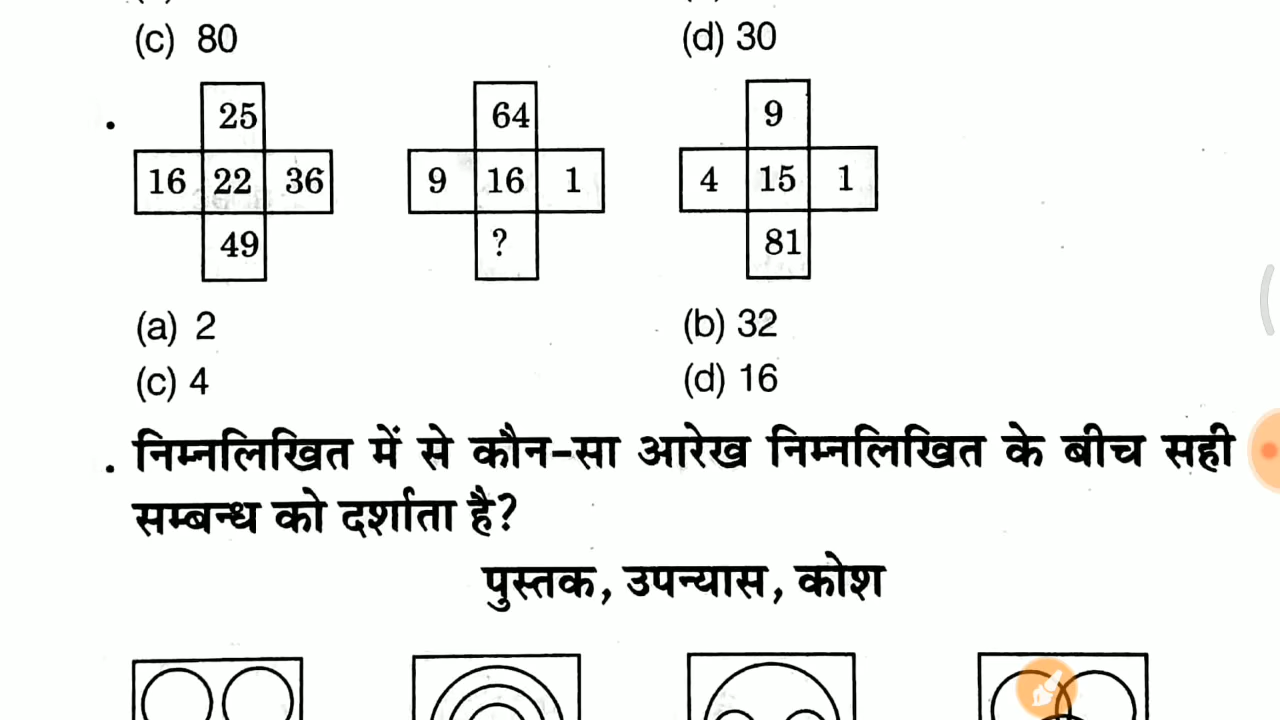 (c) 80 (d) 30
. 25 64 9
16 22 36 9 16 1 4 15 1
49 ? 81
(a) 2 (b) 32
(c) 4 (d) 16
. निम्नलिखित में से कौन-सा आरेख निम्नलिखित के बीच सही
सम्बन्ध को दर्शाता है?
पुस्तक, उपन्यास, कोश